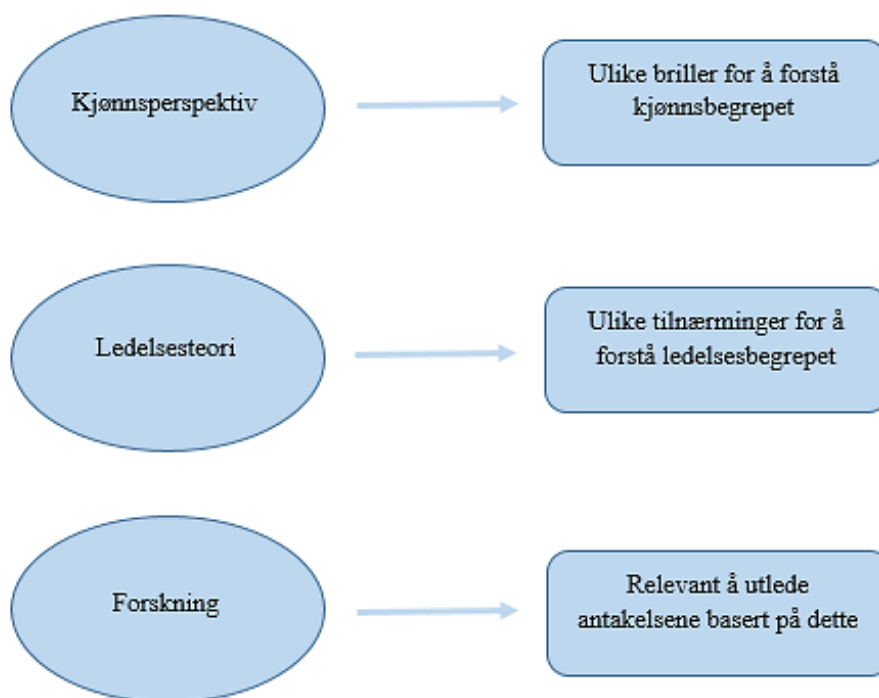 Kjønnsperspektiv
Ulike briller for å forstå
kjønnsbegrepet
Ledelsesteori
Ulike tilnærminger for å
forstå ledelsesbegrepet
Forskning
Relevant å utlede
antakelsene basert på dette